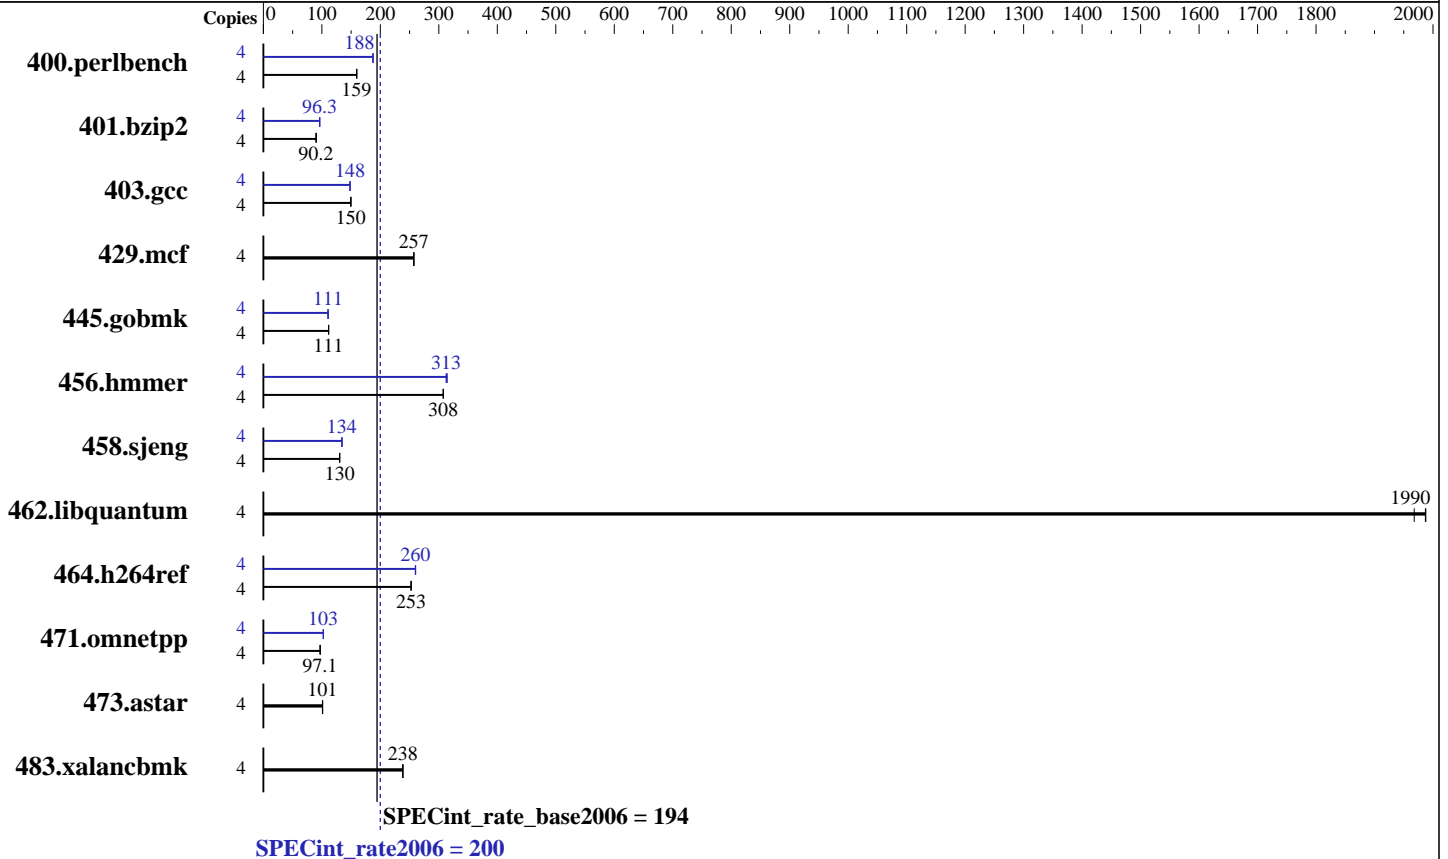 Copies 0 100 200 300 400 500 600 700 800 900 1000 1100 1200 1300 1400 1500 1600 1700 1800 2000
400.perlbench 4 188
4 159
401.bzip2 4 96.3
4 90.2
403.gcc 4 148
4 150
429.mcf 4 257
445.gobmk 4 111
4 111
456.hmmer 4 313
4 308
458.sjeng 4 134
4 130
462.libquantum 4 1990
464.h264ref 4 260
4 253
471.omnetpp 4 103
4 97.1
473.astar 4 101
483.xalancbmk 4 238
SPECint_rate_base2006 = 194
SPECint_rate2006 = 200